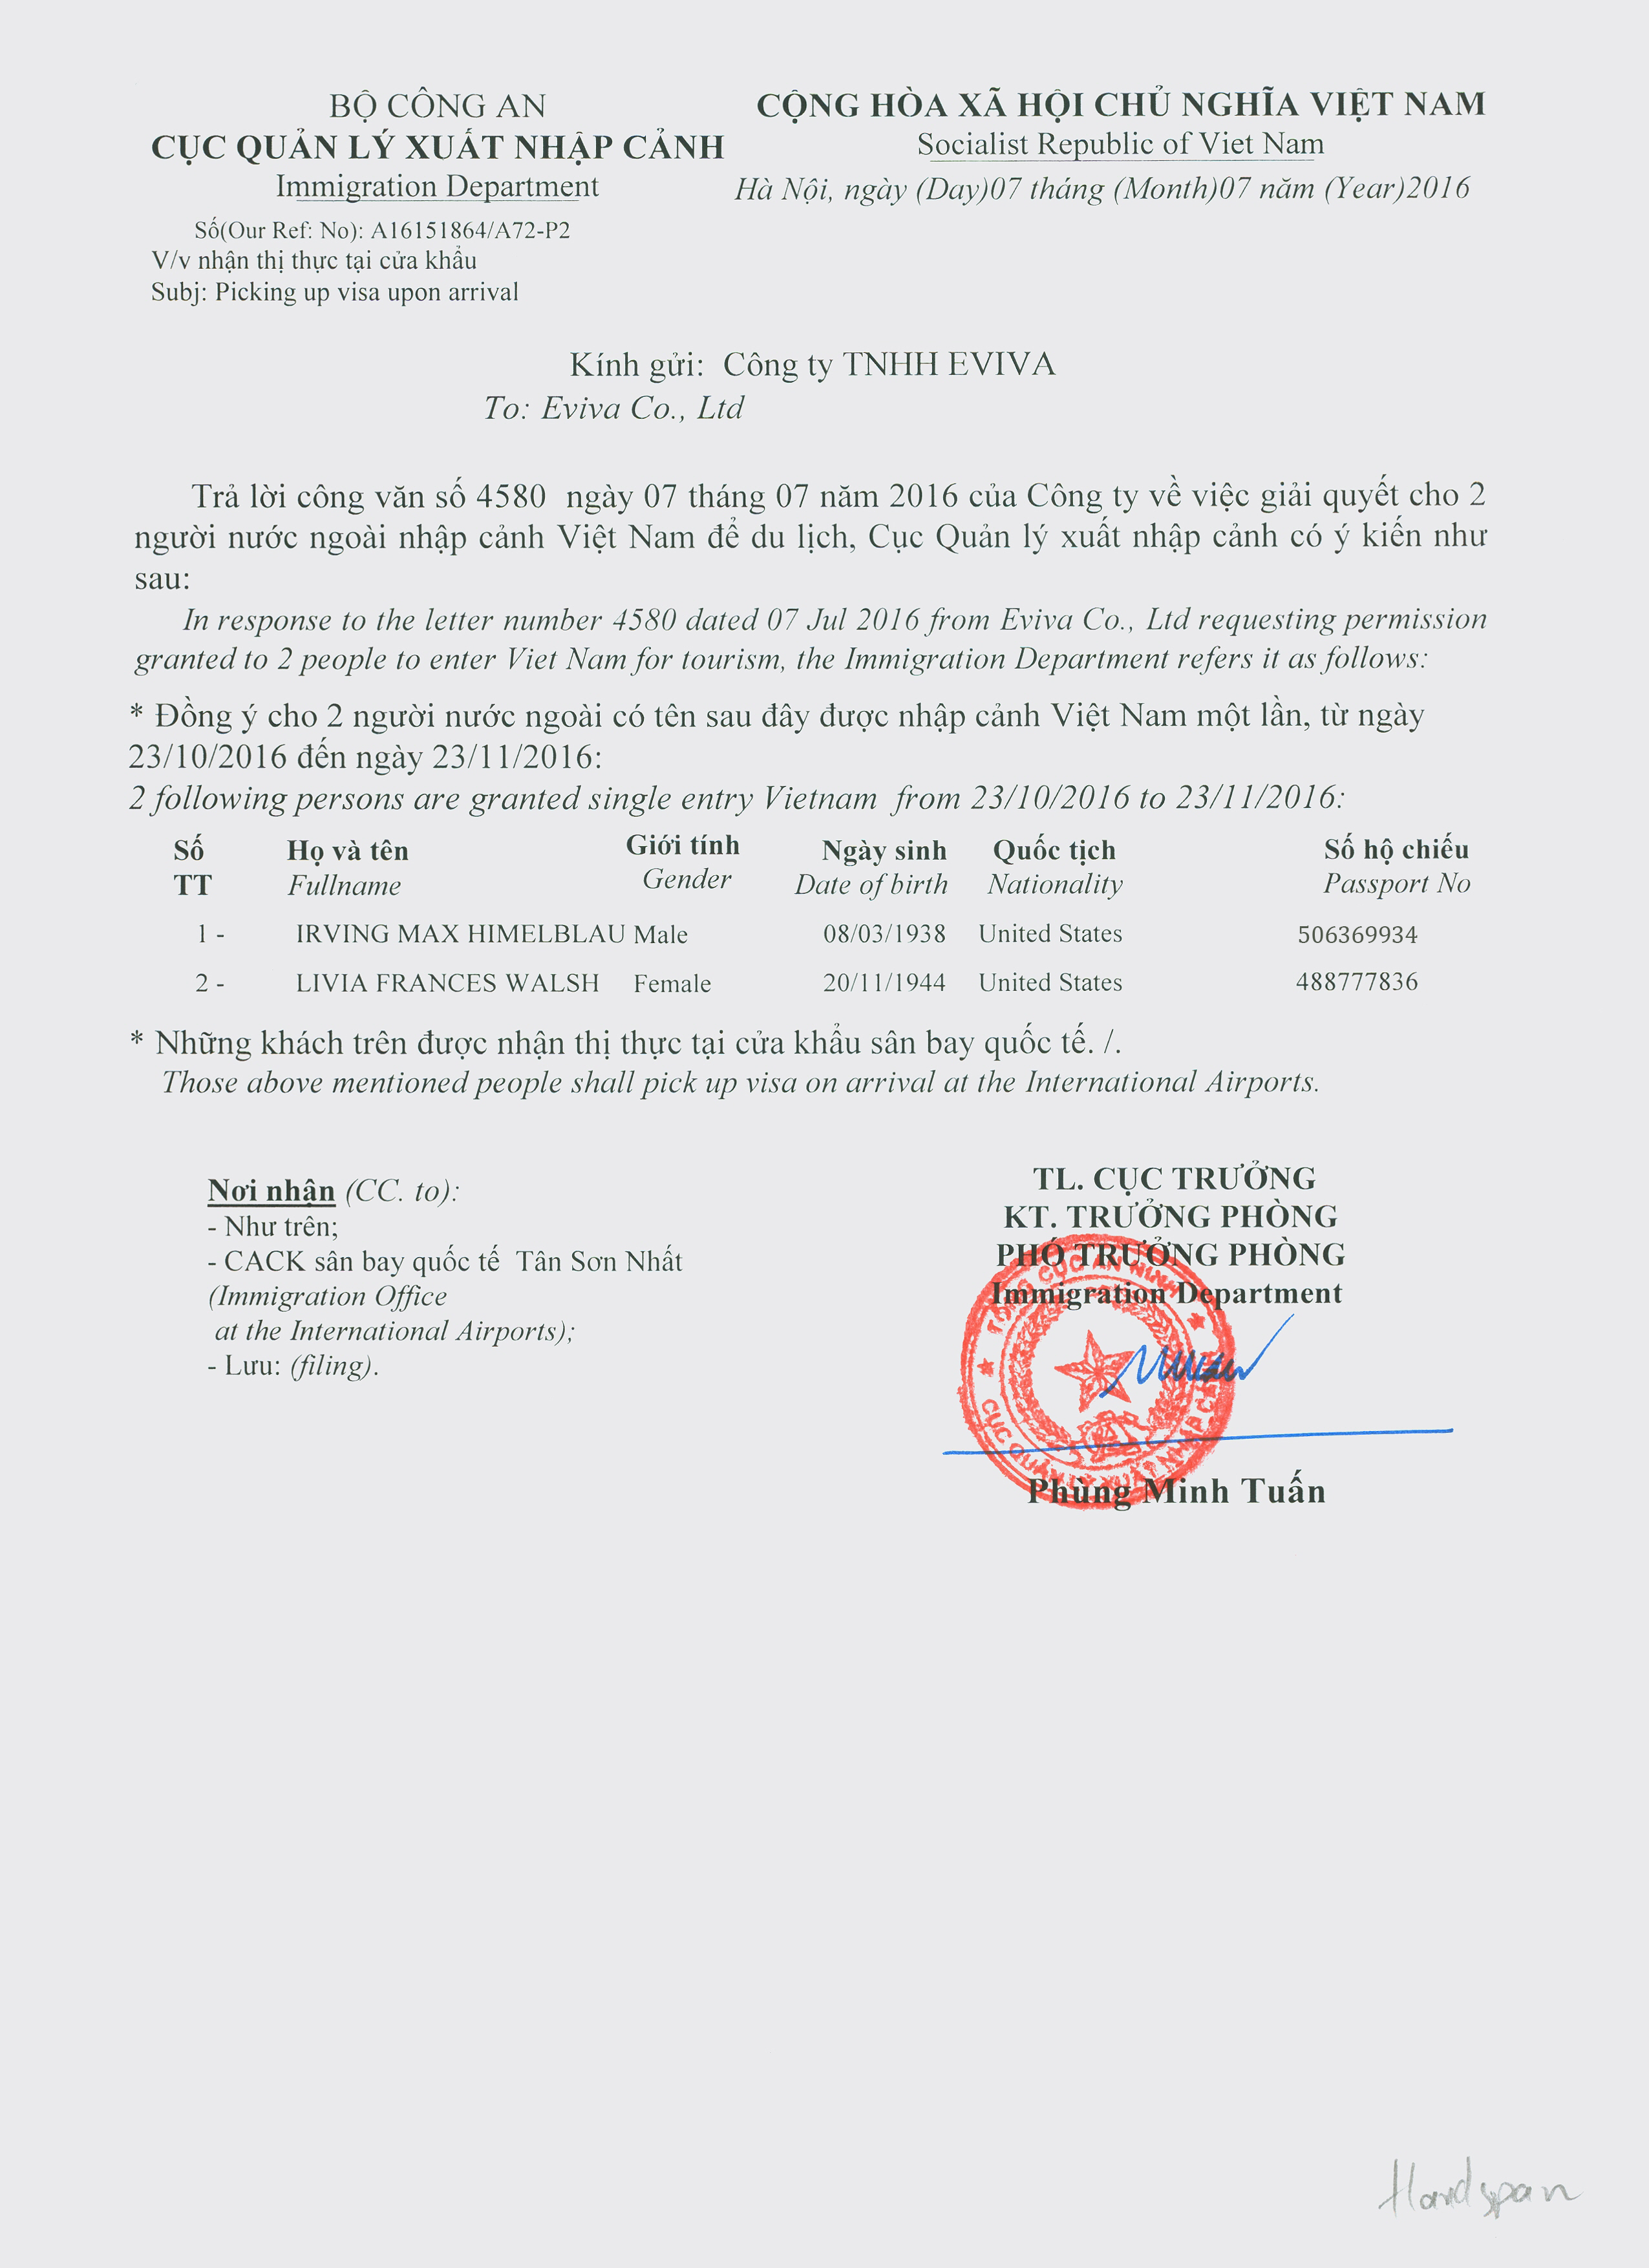 BỘ CÔNG AN
CỤC QUẢN LÝ XUẤT NHẬP CẢNH
Immigration Department
Số(Our Ref: No): A16151864/A72-P2
V/v nhận thị thực tại cửa khẩu
Subj: Picking up visa upon arrival
CỘNG HÒA XÃ HỘI CHỦ NGHĨA VIỆT NAM
Socialist Republic of Viet Nam
Hà Nội, ngày (Day)07 tháng (Month)07 năm (Year)2016
Kính gửi: Công ty TNHH EVIVA
To: Eviva Co., Ltd
Trả lời công văn số 4580 ngày 07 tháng 07 năm 2016 của Công ty về việc giải quyết cho 2
người nước ngoài nhập cảnh Việt Nam để du lịch, Cục Quản lý xuất nhập cảnh có ý kiến như
sau:
In response to the letter number 4580 dated 07 Jul 2016 from Eviva Co., Ltd requesting permission
granted to 2 people to enter Viet Nam for tourism, the Immigration Department refers it as follows:
* Đồng ý cho 2 người nước ngoài có tên sau đây được nhập cảnh Việt Nam một lần, từ ngày
23/10/2016 đến ngày 23/11/2016:
2 following persons are granted single entry Vietnam from 23/10/2016 to 23/11/2016:
Số Họ và tên Giới tính Ngày sinh Quốc tịch Số hộ chiếu
TT Fullname Gender Date of birth Nationality Passport No
1 - IRVING MAX HIMELBLAU Male 08/03/1938 United States 506369934
2 - LIVIA FRANCES WALSH Female 20/11/1944 United States 488777836
* Những khách trên được nhận thị thực tại cửa khẩu sân bay quốc tế. /.
Those above mentioned people shall pick up visa on arrival at the International Airports.
Nơi nhận (CC. to):
- Như trên;
- CACK sân bay quốc tế Tân Sơn Nhất
(Immigration Office
at the International Airports);
- Lưu: (filing).
TL. CỤC TRƯỞNG
KT. TRƯỞNG PHÒNG
PHÓ TRƯỞNG PHÒNG
Immigration Department
TỔNG CỤC AN NINH
CỤC QUẢN LÝ XUẤT NHẬP CẢNH
Phùng Minh Tuấn
Handspan